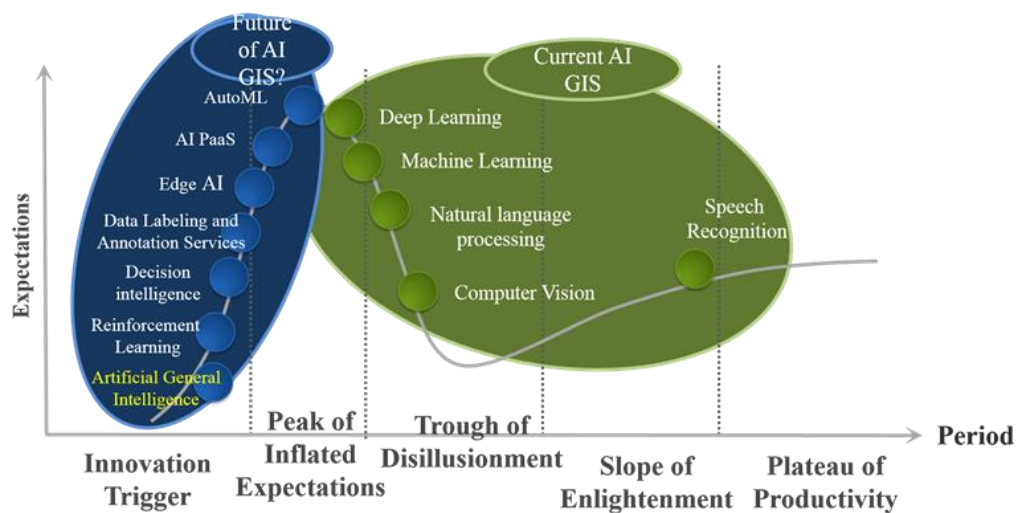 Future
of AI
GIS?
Current AI
GIS
AutoML
Deep Learning
AI PaaS
Machine Learning
Edge AI
Natural language
processing
Speech
Recognition
Data Labeling and
Annotation Services
Decision
intelligence
Computer Vision
Reinforcement
Learning
Artificial General
Intelligence
Expectations
Period
Innovation
Trigger
Peak of
Inflated
Expectations
Trough of
Disillusionment
Slope of
Enlightenment
Plateau of
Productivity